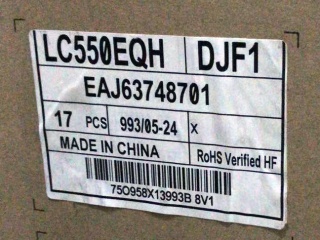 LC550EQH DJF1
EAJ63748701
17 PCS 993/05-24 x
MADE IN CHINA RoHS Verified HF
75O958X13993B 8V1